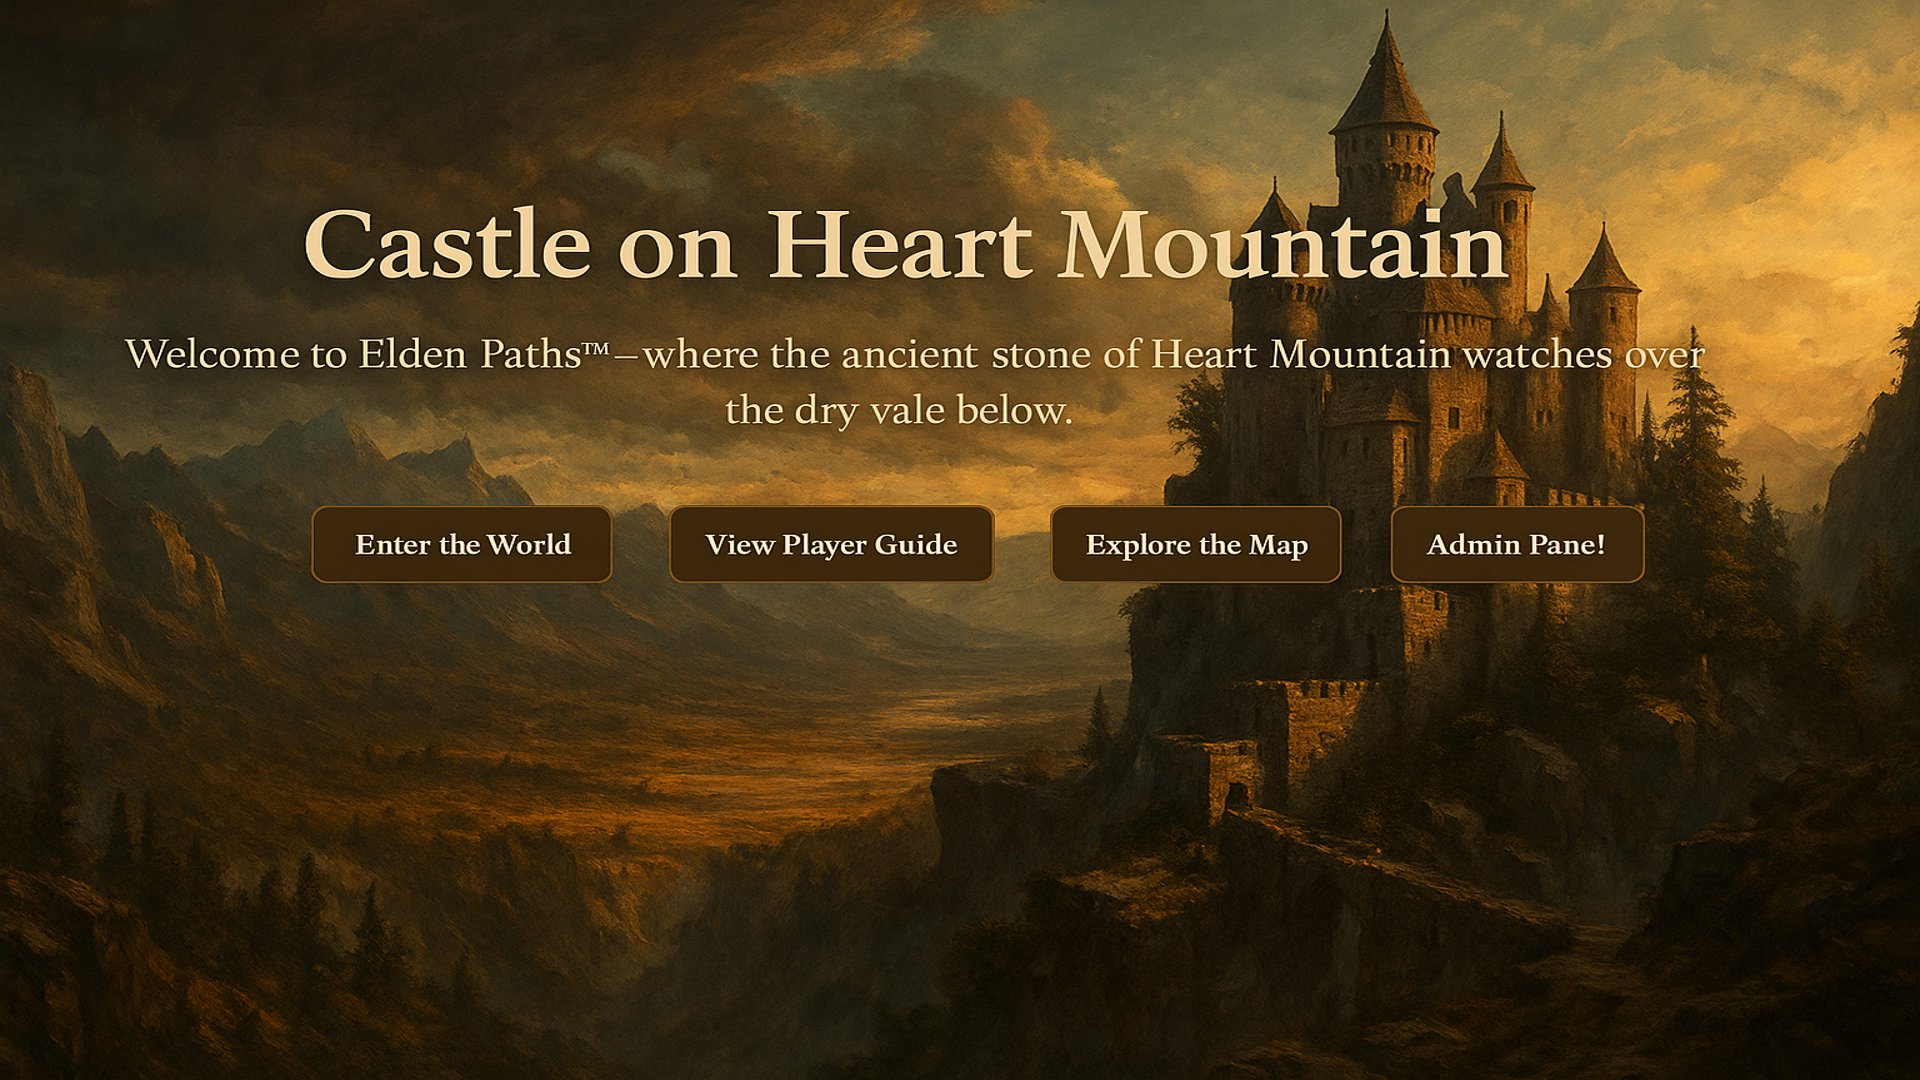 Castle on Heart Mountain
Welcome to Elden Paths™—where the ancient stone of Heart Mountain watches over
the dry vale below.
Enter the World
View Player Guide
Explore the Map
Admin Pane!